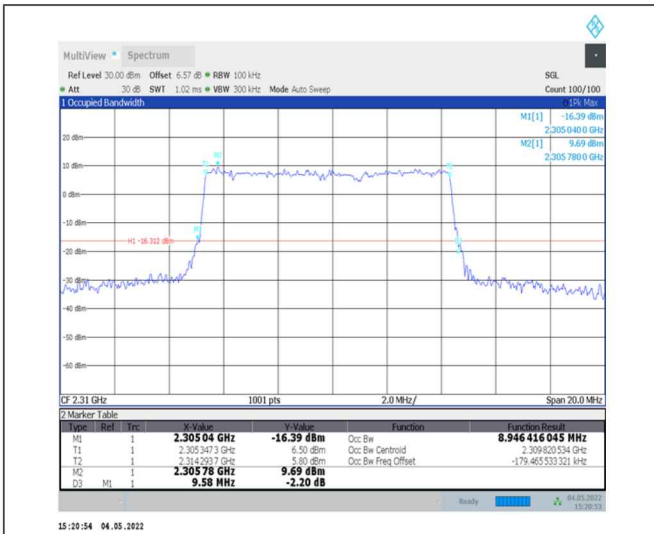 MultiView Spectrum
Ref Level 30.00 dBm Offset 6.57 dB RBW 100 kHz SGL
Att 30 dB SWT 1.02 ms VBW 300 kHz Mode Auto Sweep Count 100/100
1 Occupied Bandwidth 1Pk Max
M1[1] -16.39 dBm
2.305 040 0 GHz
20 dBm
M2[1] 9.69 dBm
2.305 780 0 GHz
10 dBm
0 dBm
-10 dBm
H1 -16.312 dBm
-20 dBm
-30 dBm
-40 dBm
-50 dBm
-60 dBm
CF 2.31 GHz 1001 pts 2.0 MHz/ Span 20.0 MHz
2 Marker Table
Type Ref Trc X-Value Y-Value Function Function Result
M1 1 2.305 04 GHz -16.39 dBm Occ Bw 8.946 416 045 MHz
T1 1 2.305 347 3 GHz 6.50 dBm Occ Bw Centroid 2.309 820 534 GHz
T2 1 2.314 293 7 GHz 5.80 dBm Occ Bw Freq Offset -179.465 533 321 kHz
M2 1 2.305 78 GHz 9.69 dBm
D3 M1 1 9.58 MHz -2.20 dB
Ready 04.05.2022
15:20:53
15:20:54 04.05.2022